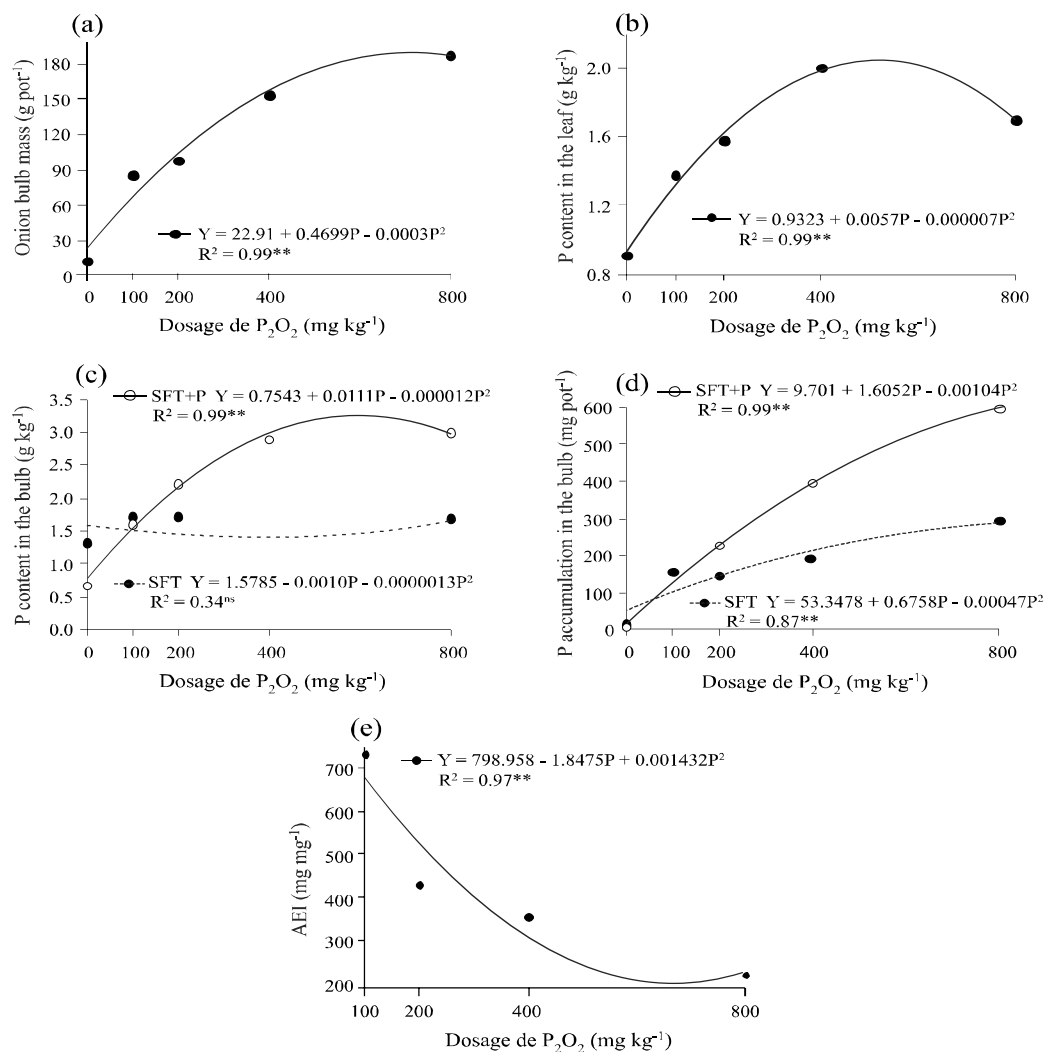 (a)
Onion bulb mass (g pot⁻¹)
180
150
120
90
60
30
0
Y = 22.91 + 0.4699P - 0.0003P²
R² = 0.99**
0 100 200 400 800
Dosage de P₂O₂ (mg kg⁻¹)
(b)
P content in the leaf (g kg⁻¹)
2.0
1.6
1.2
0.8
Y = 0.9323 + 0.0057P - 0.000007P²
R² = 0.99**
0 100 200 400 800
Dosage de P₂O₂ (mg kg⁻¹)
(c)
P content in the bulb (g kg⁻¹)
SFT+P Y = 0.7543 + 0.0111P - 0.000012P²
R² = 0.99**
3.5
3.0
2.5
2.0
1.5
1.0
0.5
0.0
SFT Y = 1.5785 - 0.0010P - 0.0000013P²
R² = 0.34ⁿˢ
0 100 200 400 800
Dosage de P₂O₂ (mg kg⁻¹)
(d)
P accumulation in the bulb (mg pot⁻¹)
SFT+P Y = 9.701 + 1.6052P - 0.00104P²
R² = 0.99**
600
500
400
300
200
100
0
SFT Y = 53.3478 + 0.6758P - 0.00047P²
R² = 0.87**
0 100 200 400 800
Dosage de P₂O₂ (mg kg⁻¹)
(e)
AEI (mg mg⁻¹)
Y = 798.958 - 1.8475P + 0.001432P²
R² = 0.97**
700
600
500
400
300
200
100 200 400 800
Dosage de P₂O₂ (mg kg⁻¹)